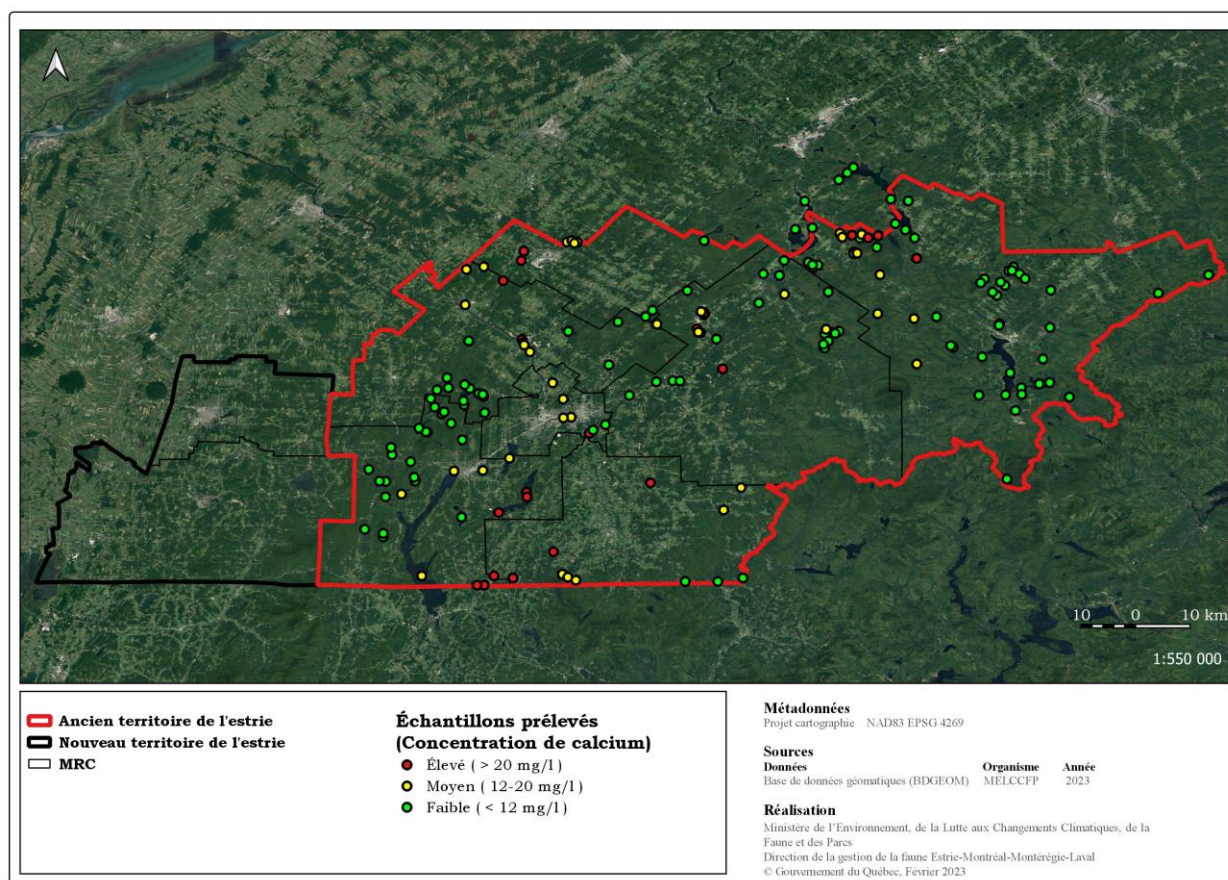 10 0 10 km
1:550 000
Ancien territoire de l'estrie
Nouveau territoire de l'estrie
MRC
Échantillons prélevés
(Concentration de calcium)
Élevé ( > 20 mg/l )
Moyen ( 12-20 mg/l )
Faible ( < 12 mg/l )
Métadonnées
Projet cartographie NAD83 EPSG 4269
Sources
Données Organisme Année
Base de données géomatiques (BDGEOM) MELCCFP 2023
Réalisation
Ministère de l'Environnement, de la Lutte aux Changements Climatiques, de la
Faune et des Parcs
Direction de la gestion de la faune Estrie-Montréal-Montérégie-Laval
© Gouvernement du Québec, Février 2023